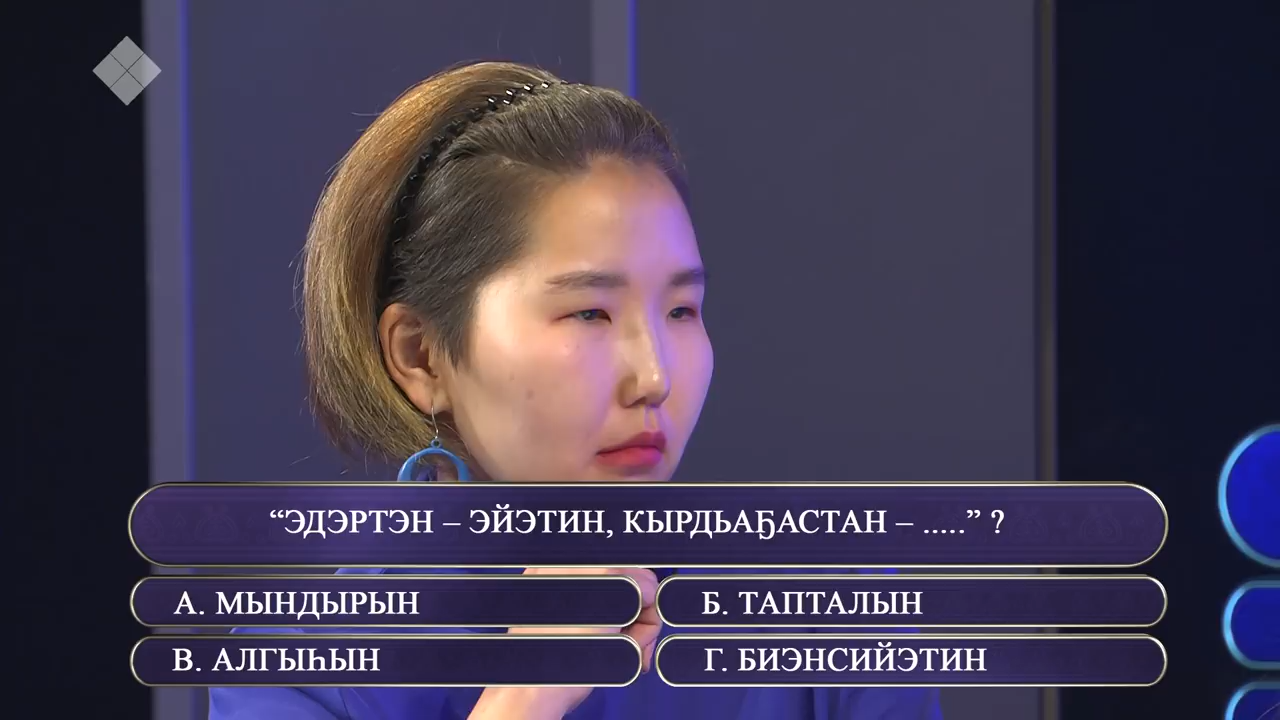 “ЭДЭРТЭН – ЭЙЭТИН, КЫРДЬАҔАСТАН – .....” ?
А. МЫНДЫРЫН
Б. ТАПТАЛЫН
В. АЛГЫҺЫН
Г. БИЭНСИЙЭТИН